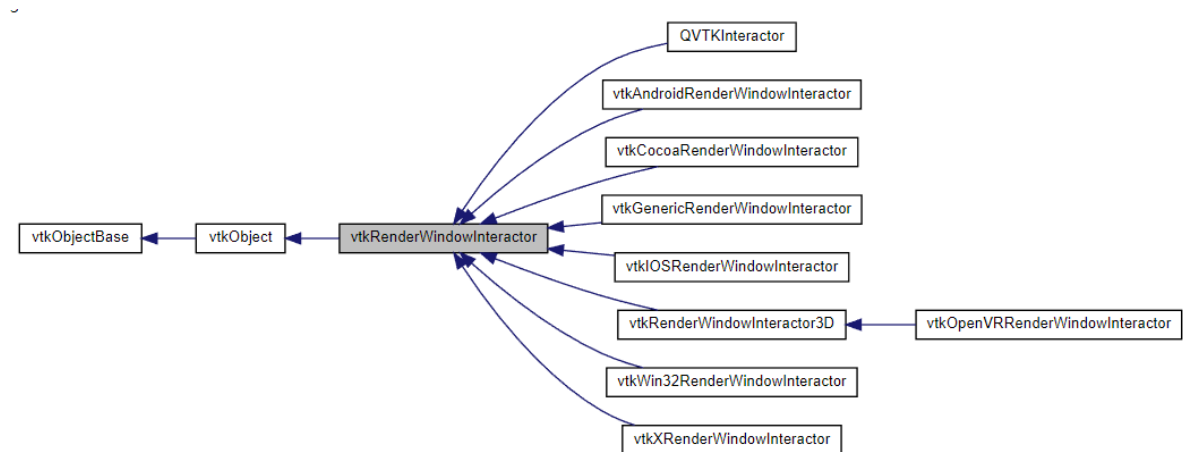 QVTKInteractor
vtkAndroidRenderWindowInteractor
vtkCocoaRenderWindowInteractor
vtkGenericRenderWindowInteractor
vtkObjectBase
vtkObject
vtkRenderWindowInteractor
vtkIOSRenderWindowInteractor
vtkRenderWindowInteractor3D
vtkOpenVRRenderWindowInteractor
vtkWin32RenderWindowInteractor
vtkXRenderWindowInteractor